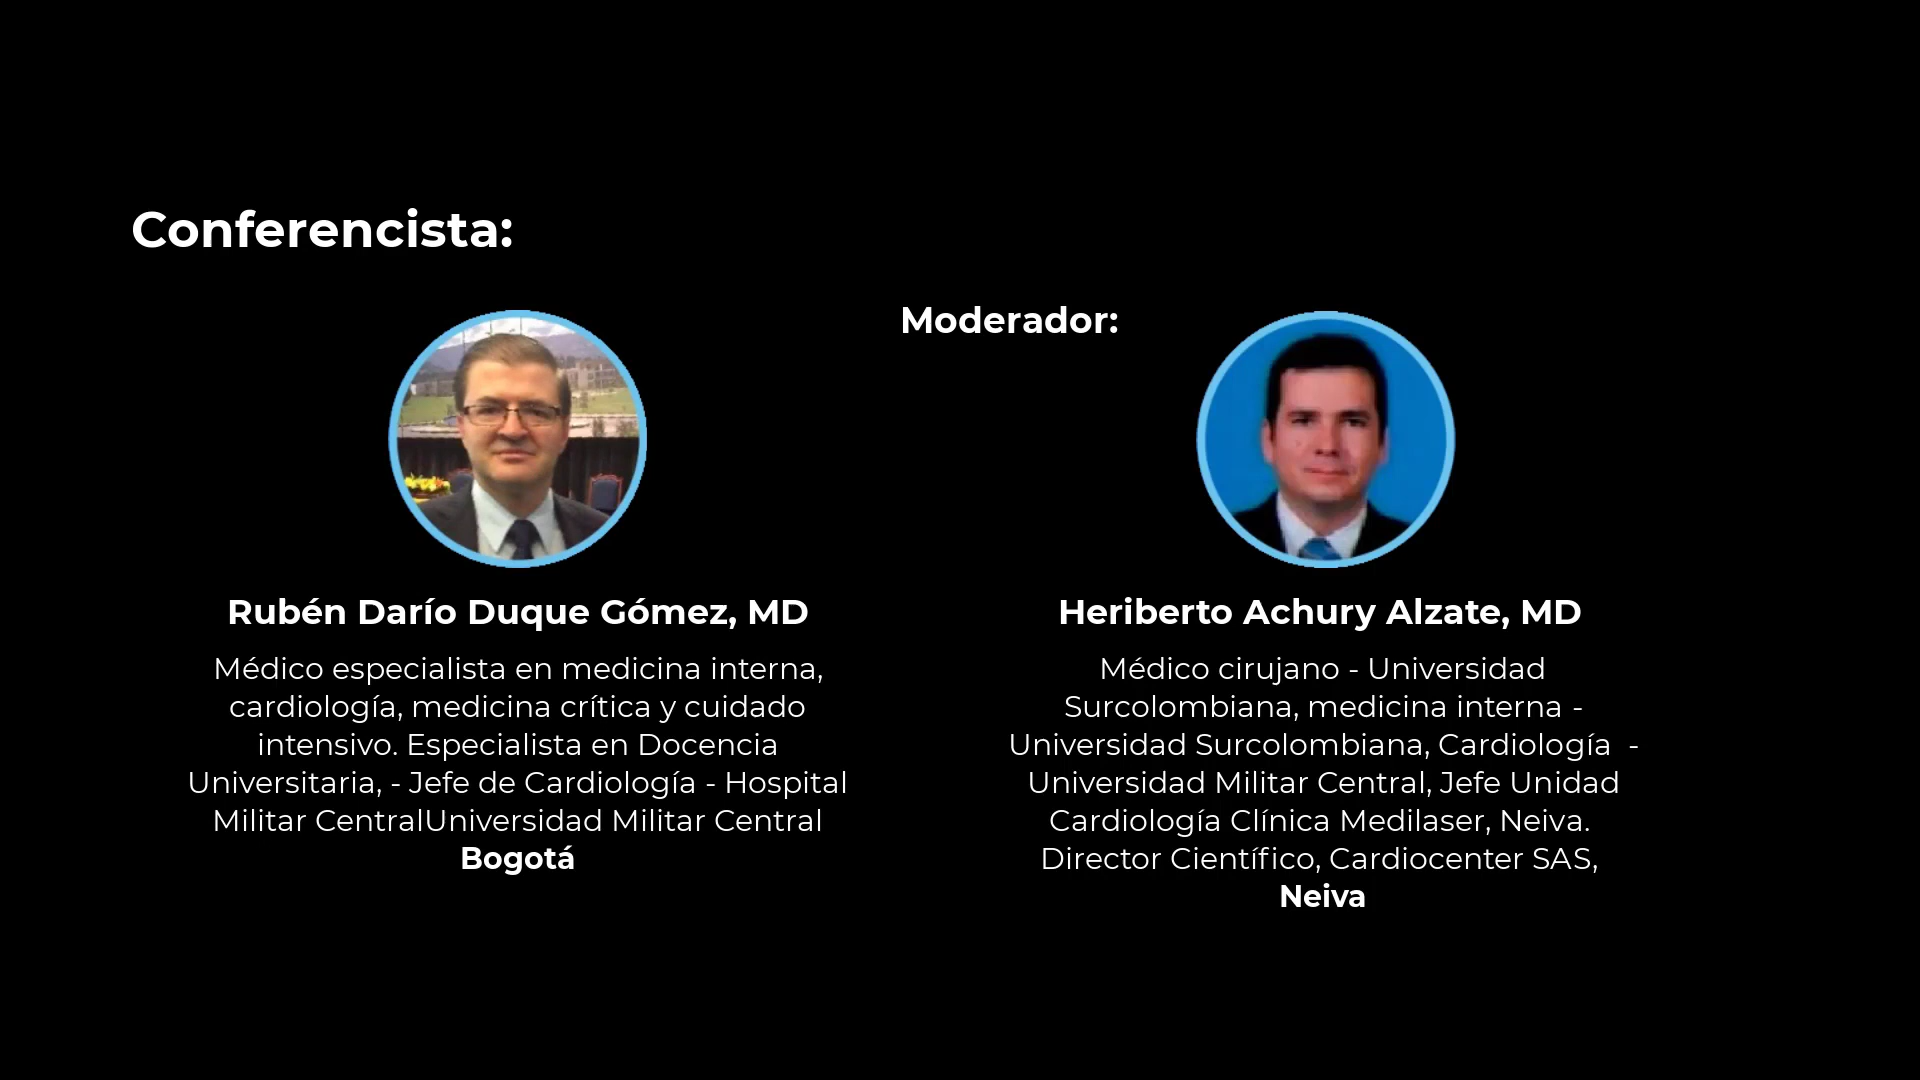 Conferencista:
Moderador:
Rubén Darío Duque Gómez, MD
Médico especialista en medicina interna,
cardiología, medicina crítica y cuidado
intensivo. Especialista en Docencia
Universitaria, - Jefe de Cardiología - Hospital
Militar CentralUniversidad Militar Central
Bogotá
Heriberto Achury Alzate, MD
Médico cirujano - Universidad
Surcolombiana, medicina interna -
Universidad Surcolombiana, Cardiología  -
Universidad Militar Central, Jefe Unidad
Cardiología Clínica Medilaser, Neiva.
Director Científico, Cardiocenter SAS,
Neiva